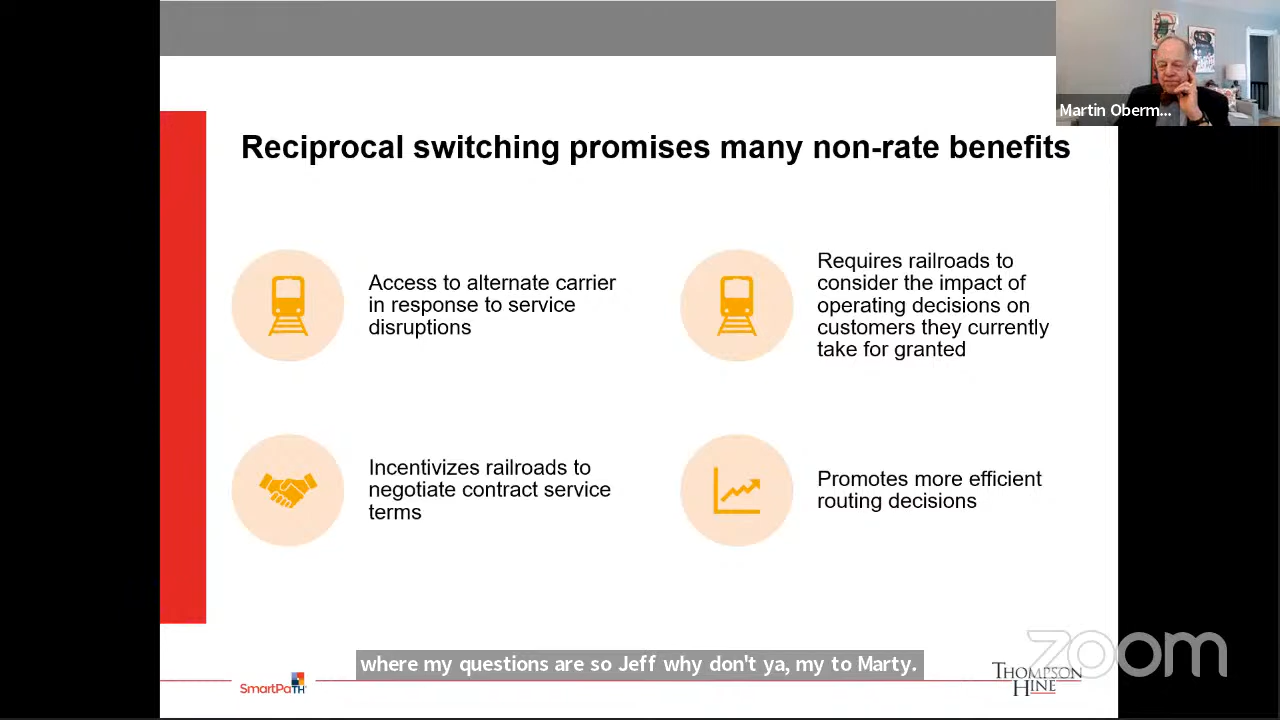 Martin Oberm...
Reciprocal switching promises many non-rate benefits
Access to alternate carrier
in response to service
disruptions
Requires railroads to
consider the impact of
operating decisions on
customers they currently
take for granted
Incentivizes railroads to
negotiate contract service
terms
Promotes more efficient
routing decisions
where my questions are so Jeff why don't ya, my to Marty.
zoom
SmartPaTH
THOMPSON
HINE